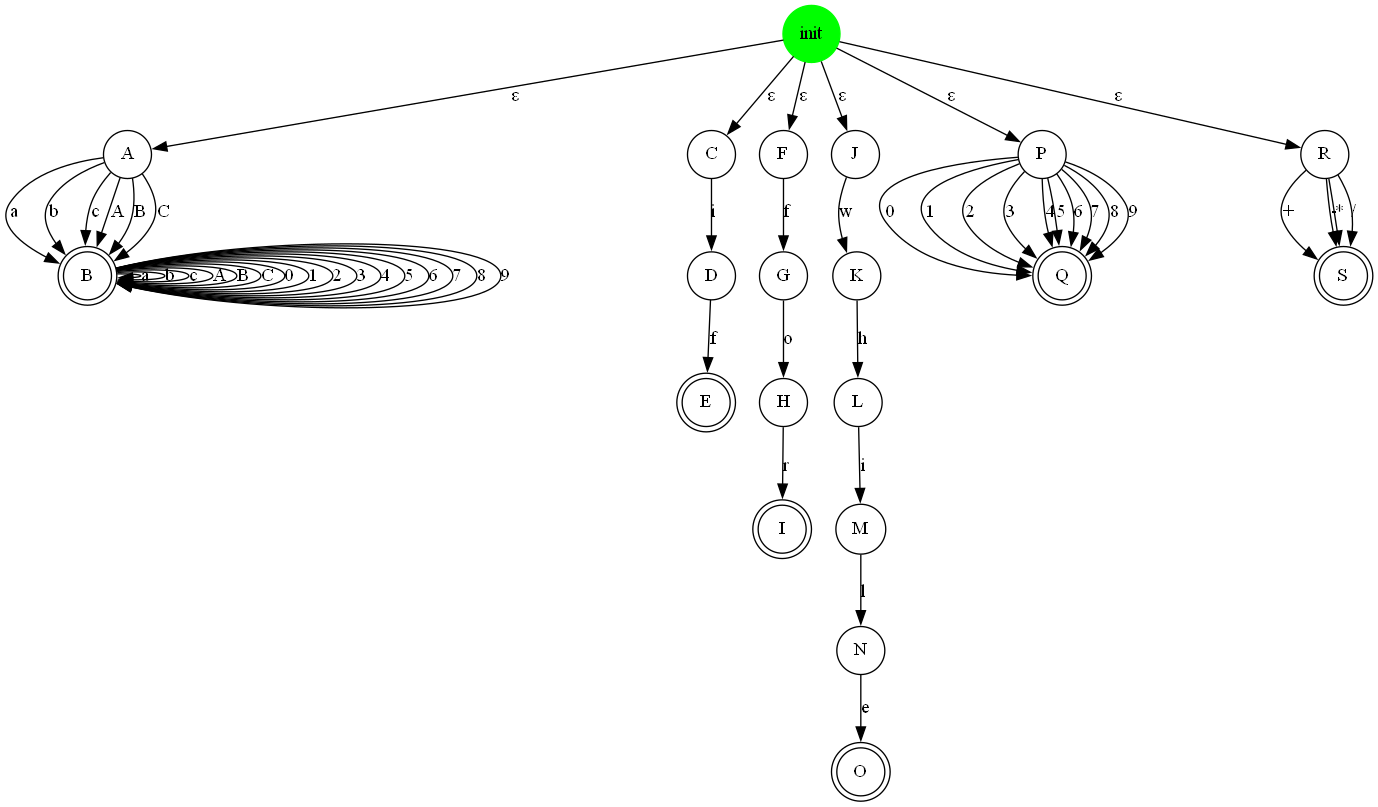 init
ε ε ε ε ε ε
A C F J P R
a b c A B C i f w 0 1 2 3 4 5 6 7 8 9 + - * /
B a b c A B C 0 1 2 3 4 5 6 7 8 9 D G K Q S
f o h
E H L
r i
I M
l
N
e
O